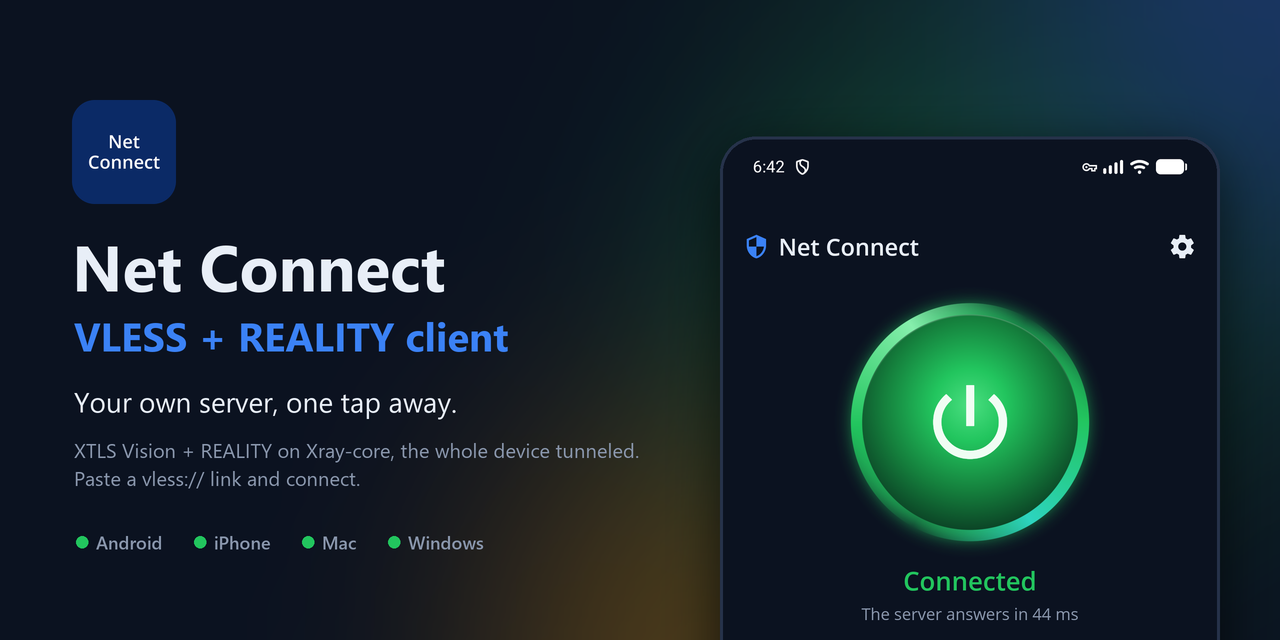 Net
Connect
Net Connect
VLESS + REALITY client
Your own server, one tap away.
XTLS Vision + REALITY on Xray-core, the whole device tunneled.
Paste a vless:// link and connect.
Android
iPhone
Mac
Windows
6:42
Net Connect
Connected
The server answers in 44 ms